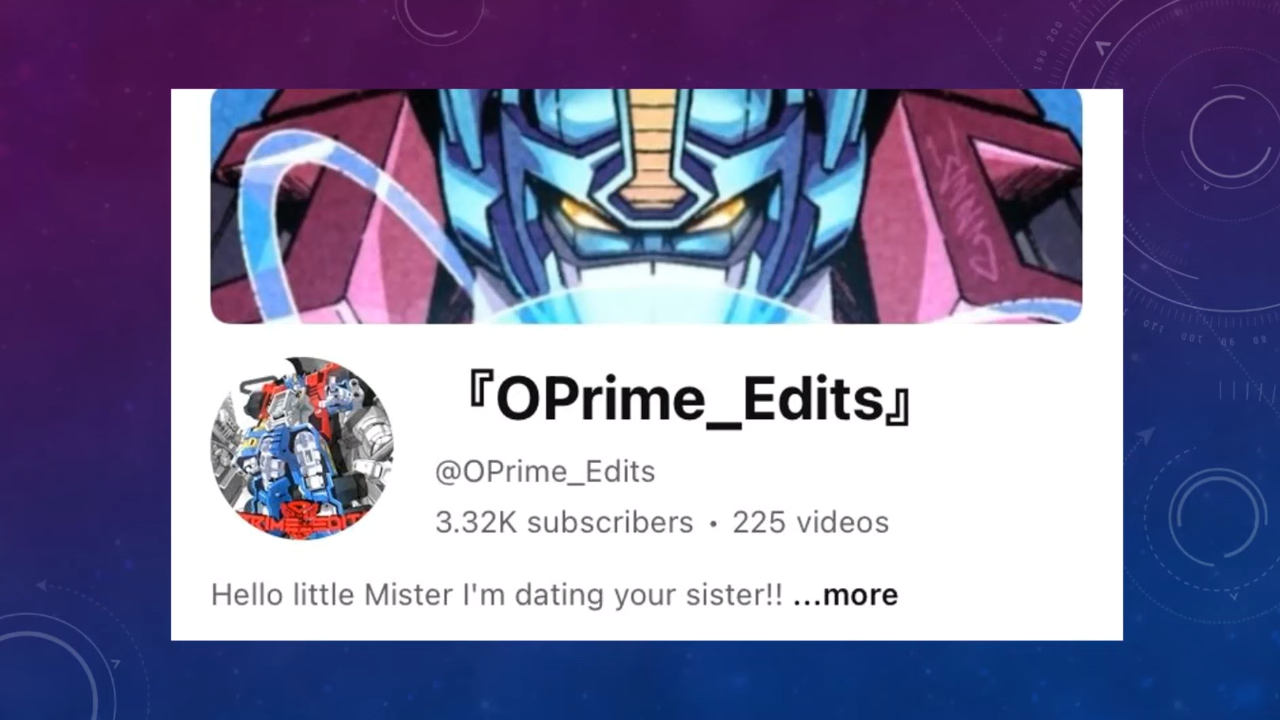 『OPrime_Edits』
@OPrime_Edits
3.32K subscribers • 225 videos
Hello little Mister I'm dating your sister!! ...more